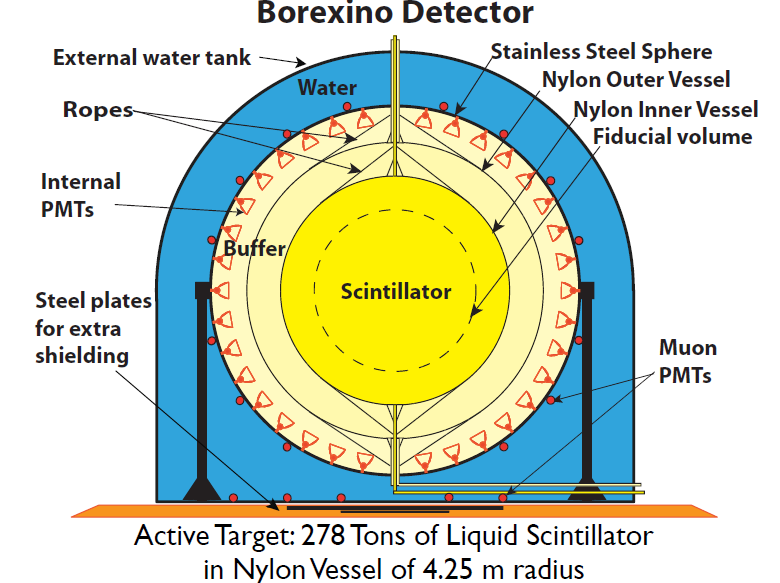 Borexino Detector
External water tank
Water
Ropes
Stainless Steel Sphere
Nylon Outer Vessel
Nylon Inner Vessel
Fiducial volume
Internal
PMTs
Buffer
Scintillator
Steel plates
for extra
shielding
Muon
PMTs
Active Target: 278 Tons of Liquid Scintillator
in Nylon Vessel of 4.25 m radius